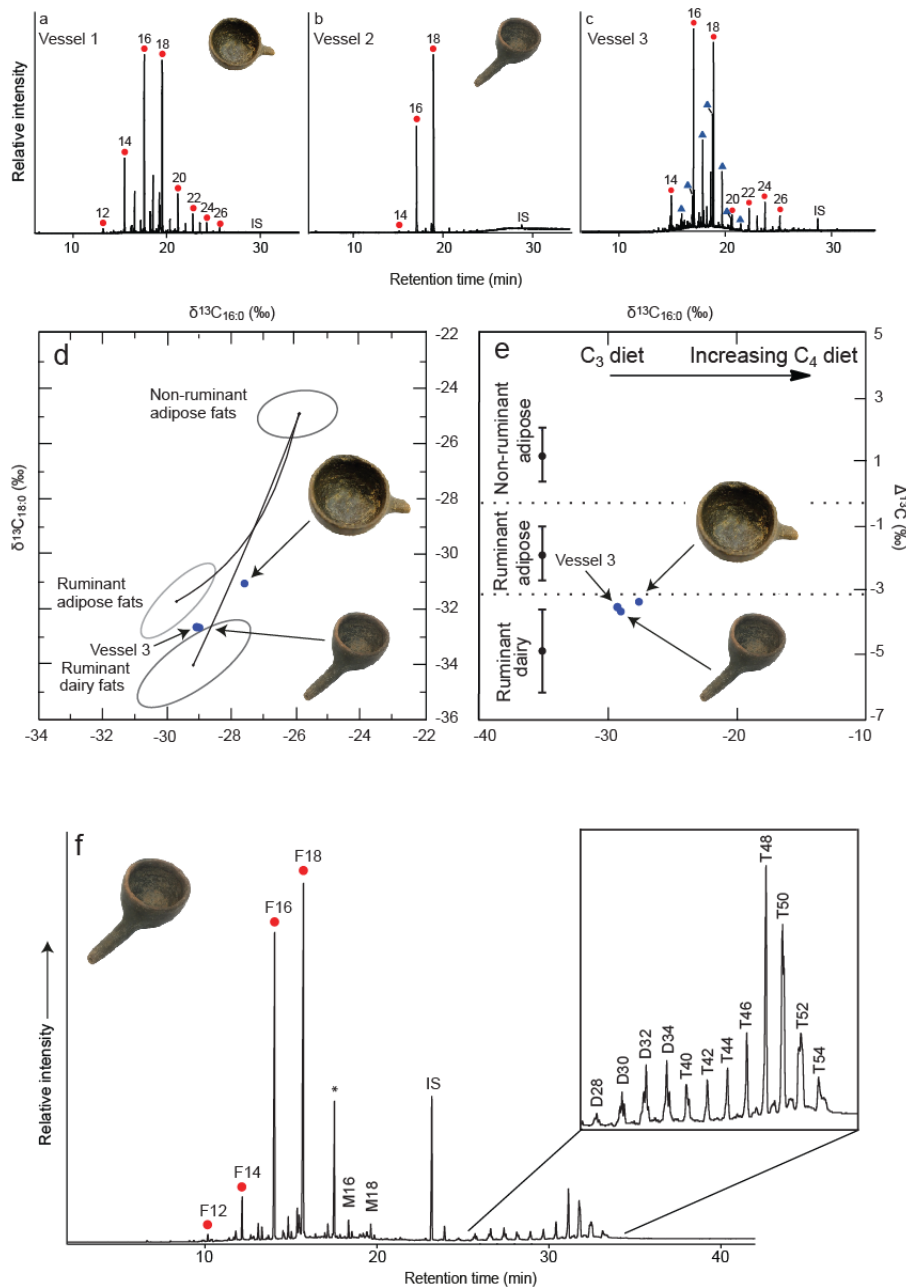 a
Vessel 1
16
18
14
12
20
22
24
26
IS
10
20
30
Relative intensity
b
Vessel 2
18
16
14
IS
10
20
30
c
Vessel 3
16
18
14
20
22
24
26
IS
10
20
30
Retention time (min)
δ¹³C₁₆:₀ (‰)
d
Non-ruminant
adipose fats
Ruminant
adipose fats
Vessel 3
Ruminant
dairy fats
δ¹³C₁₈:₀ (‰)
-22
-24
-26
-28
-30
-32
-34
-36
-34
-32
-30
-28
-26
-24
-22
δ¹³C₁₆:₀ (‰)
e
C₃ diet
Increasing C₄ diet
Non-ruminant
adipose
Ruminant
adipose
Ruminant
dairy
Vessel 3
5
3
1
-1
-3
-5
-7
Δ¹³C (‰)
-40
-30
-20
-10
f
F12
F14
F16
F18
*
M16
M18
IS
Relative intensity
D28
D30
D32
D34
T40
T42
T44
T46
T48
T50
T52
T54
10
20
30
40
Retention time (min)